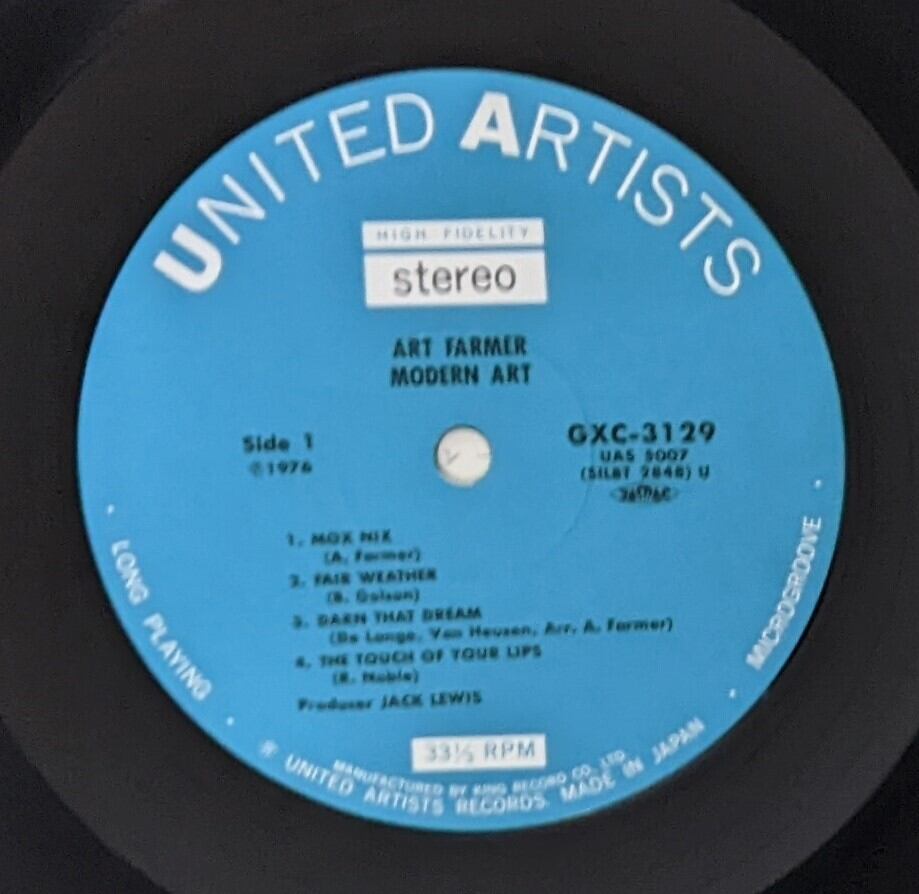 UNITED ARTISTS
HIGH FIDELITY
stereo
ART FARMER
MODERN ART
Side 1
℗1976
GXC-3129
UAS 5007
(SILBT 2848) U
1. MOX NIX
(A. Farmer)
2. FAIR WEATHER
(B. Golson)
3. DARN THAT DREAM
(De Lange, Van Heusen, Arr. A. Farmer)
4. THE TOUCH OF YOUR LIPS
(R. Noble)
Producer JACK LEWIS
33⅓ RPM
LONG PLAYING
MICROGROOVE
MANUFACTURED BY KING RECORD CO., LTD.
UNITED ARTISTS RECORDS. MADE IN JAPAN